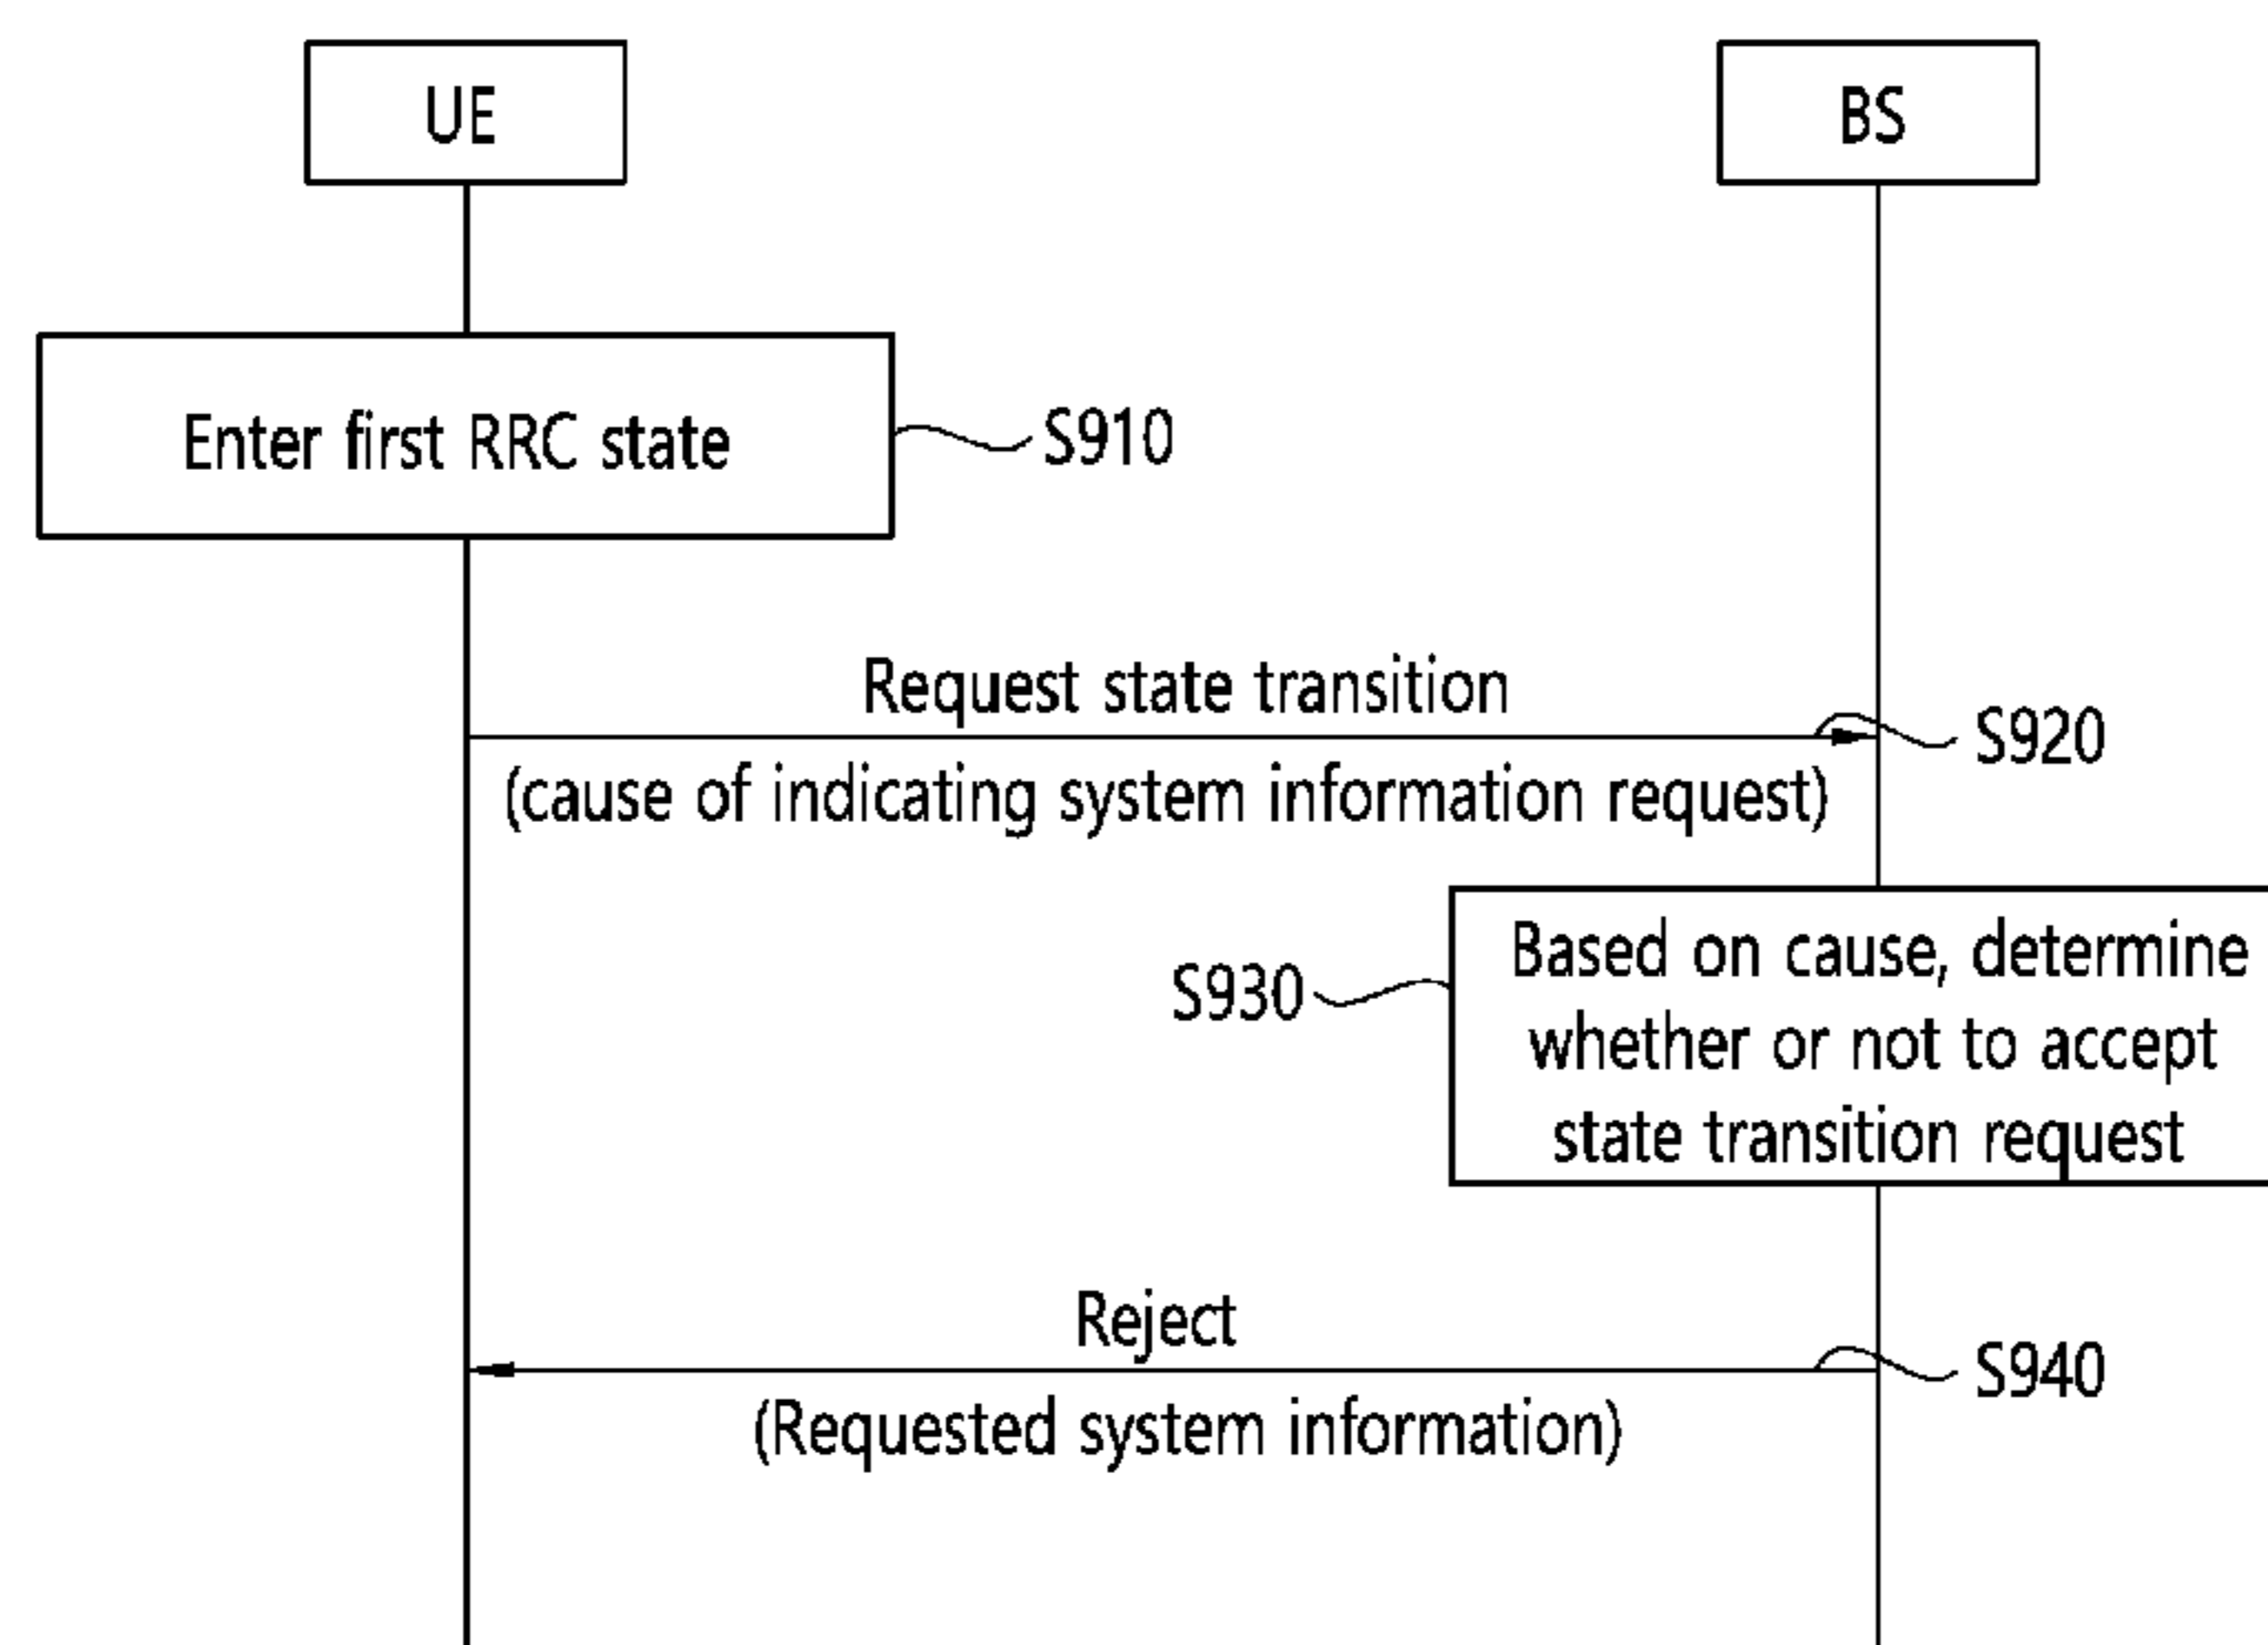 UE
BS
Enter first RRC state
S910
Request state transition
S920
(cause of indicating system information request)
Based on cause, determine
S930
whether or not to accept
state transition request
Reject
S940
(Requested system information)